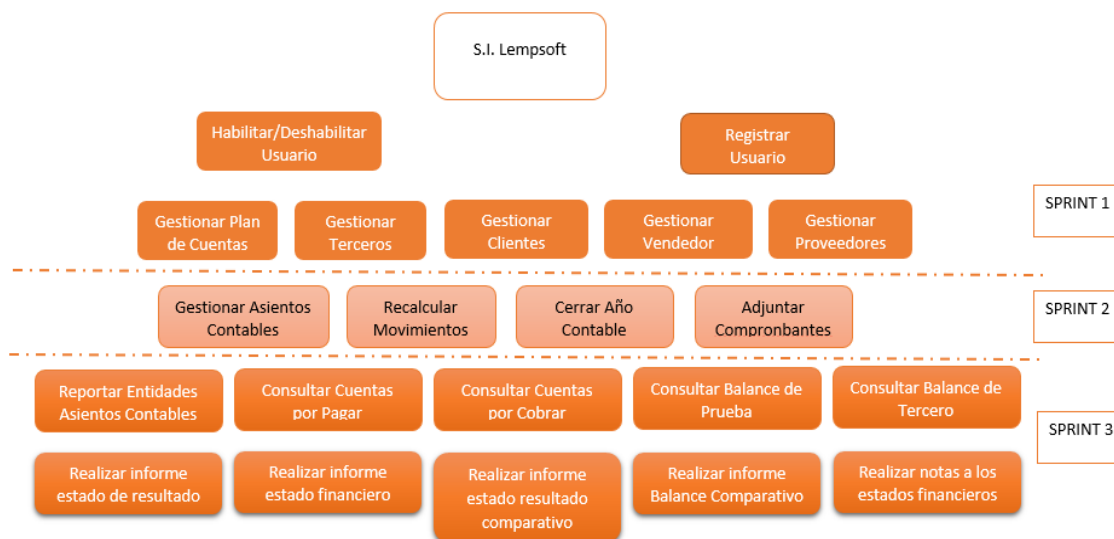 S.I. Lempsoft
Habilitar/Deshabilitar
Usuario
Registrar
Usuario
SPRINT 1
Gestionar Plan
de Cuentas
Gestionar
Terceros
Gestionar
Clientes
Gestionar
Vendedor
Gestionar
Proveedores
Gestionar Asientos
Contables
Recalcular
Movimientos
Cerrar Año
Contable
Adjuntar
Compronbantes
SPRINT 2
Reportar Entidades
Asientos Contables
Consultar Cuentas
por Pagar
Consultar Cuentas
por Cobrar
Consultar Balance de
Prueba
Consultar Balance de
Tercero
SPRINT 3
Realizar informe
estado de resultado
Realizar informe
estado financiero
Realizar informe
estado resultado
comparativo
Realizar informe
Balance Comparativo
Realizar notas a los
estados financieros